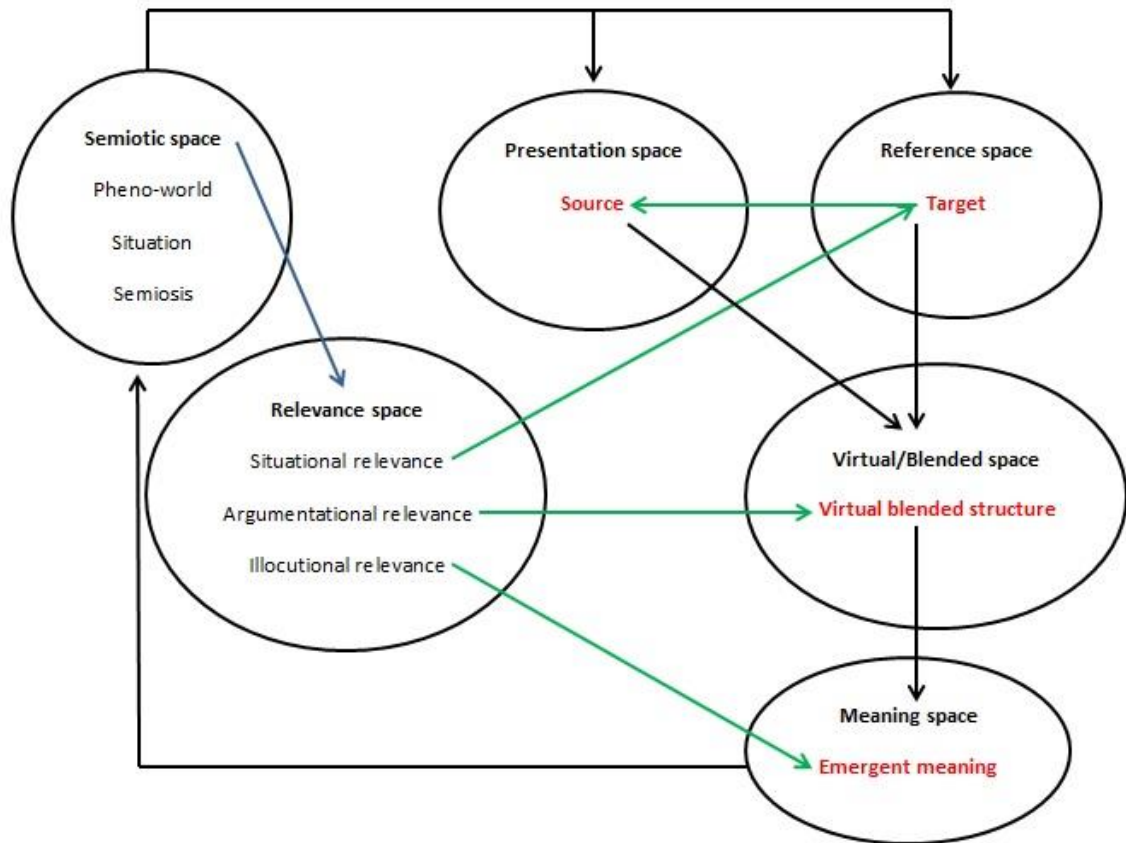 Semiotic space
Pheno-world
Situation
Semiosis
Presentation space
Source
Reference space
Target
Relevance space
Situational relevance
Argumentational relevance
Illocutional relevance
Virtual/Blended space
Virtual blended structure
Meaning space
Emergent meaning